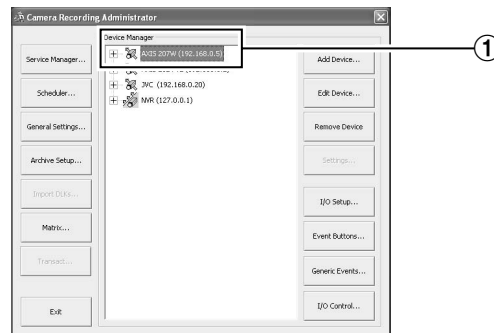 Camera Recording Administrator
Device Manager
Service Manager...
AXIS 207W (192.168.0.5)
Add Device...
JVC (192.168.0.20)
Scheduler...
NVR (127.0.0.1)
Edit Device...
General Settings...
Remove Device
Archive Setup...
Settings...
Import DLKs...
I/O Setup...
Matrix...
Event Buttons...
Transact...
Generic Events...
Exit
I/O Control...
1